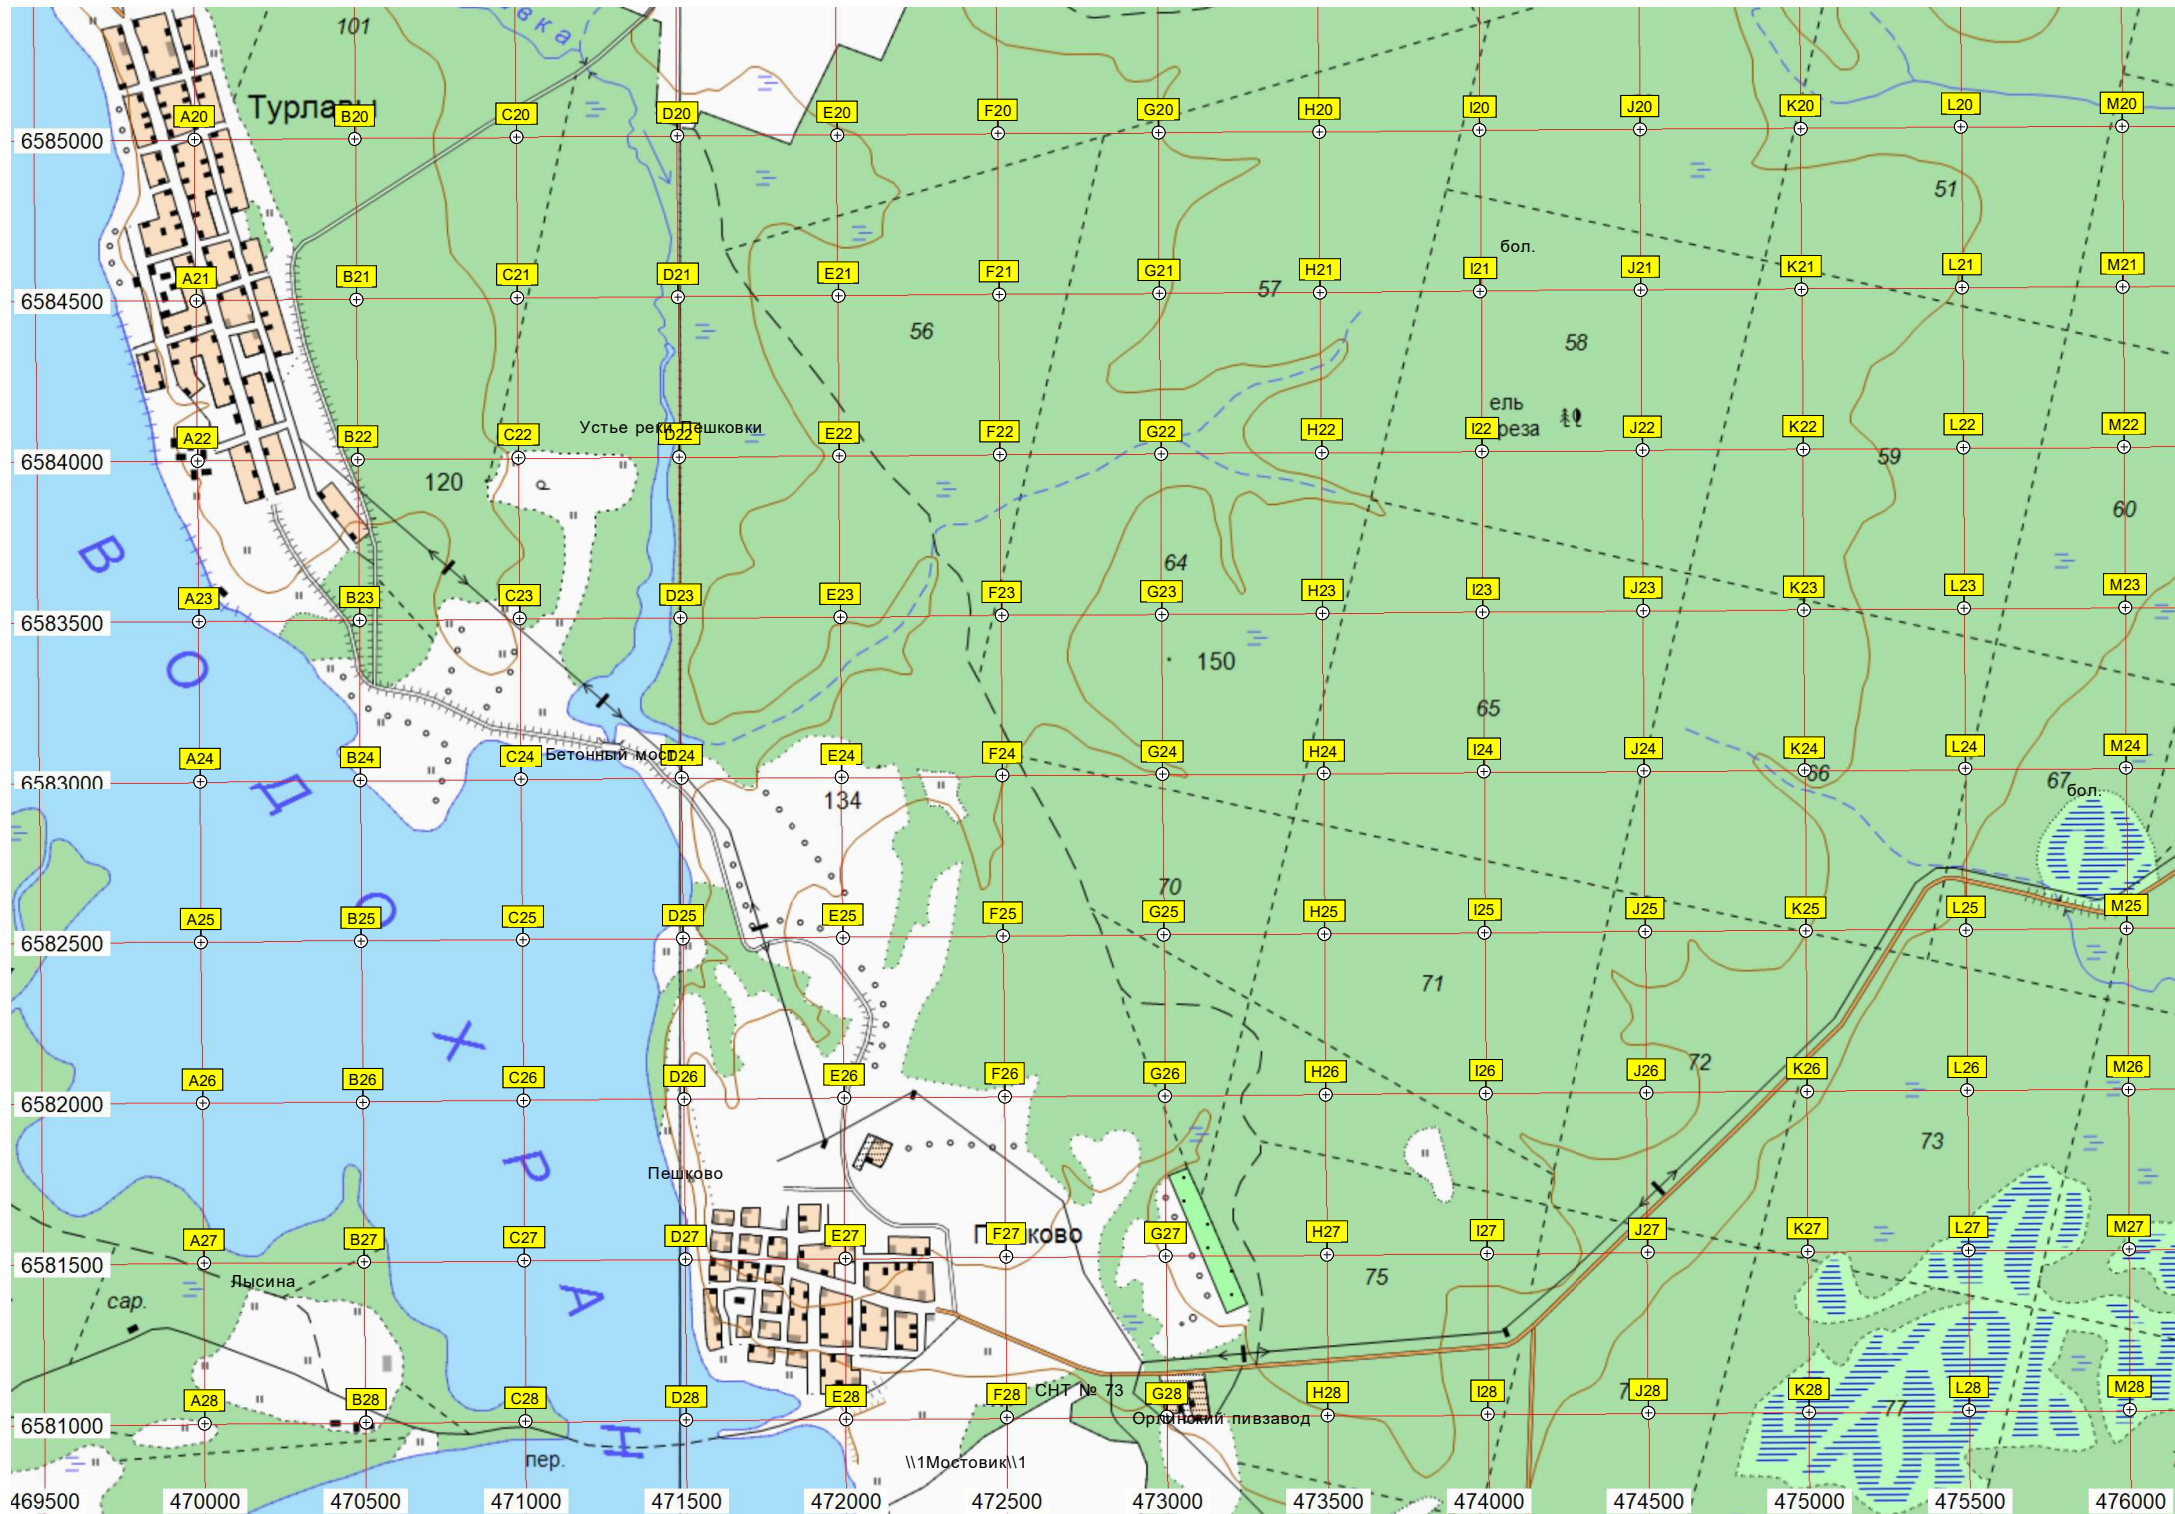 вка
101
Турлавы
A20 B20 C20 D20 E20 F20 G20 H20 I20 J20 K20 L20 M20
6585000
51
бол.
A21 B21 C21 D21 E21 F21 G21 H21 I21 J21 K21 L21 M21
57
6584500
56
58
ель
Устье реки Пешковки
реза
A22 B22 C22 D22 E22 F22 G22 H22 I22 J22 K22 L22 M22
6584000
59
120
60
64
A23 B23 C23 D23 E23 F23 G23 H23 I23 J23 K23 L23 M23
6583500
150
65
A24 B24 C24 D24 E24 F24 G24 H24 I24 J24 K24 L24 M24
Бетонный мост
6583000
66
67
бол.
134
70
A25 B25 C25 D25 E25 F25 G25 H25 I25 J25 K25 L25 M25
6582500
71
72
A26 B26 C26 D26 E26 F26 G26 H26 I26 J26 K26 L26 M26
6582000
73
Пешково
ВОДОХРАН
A27 B27 C27 D27 E27 F27 G27 H27 I27 J27 K27 L27 M27
6581500
Лысина
75
сар.
A28 B28 C28 D28 E28 F28 G28 H28 I28 J28 K28 L28 M28
СНТ № 73
77
6581000
Орлинский пивзавод
пер.
\\1Мостовик\\1
469500 470000 470500 471000 471500 472000 472500 473000 473500 474000 474500 475000 475500 476000